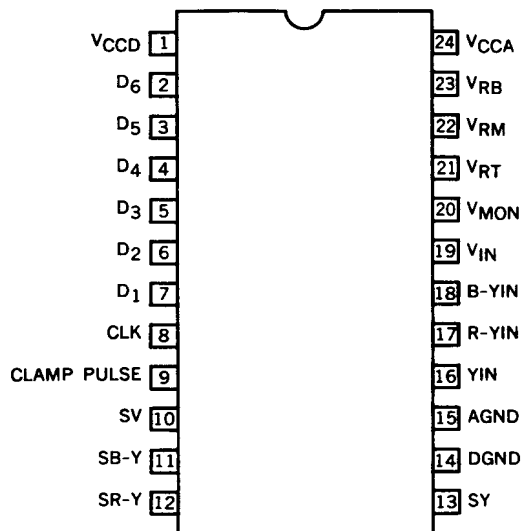 VCCD 1 24 VCCA
D6 2 23 VRB
D5 3 22 VRM
D4 4 21 VRT
D3 5 20 VMON
D2 6 19 VIN
D1 7 18 B-YIN
CLK 8 17 R-YIN
CLAMP PULSE 9 16 YIN
SV 10 15 AGND
SB-Y 11 14 DGND
SR-Y 12 13 SY